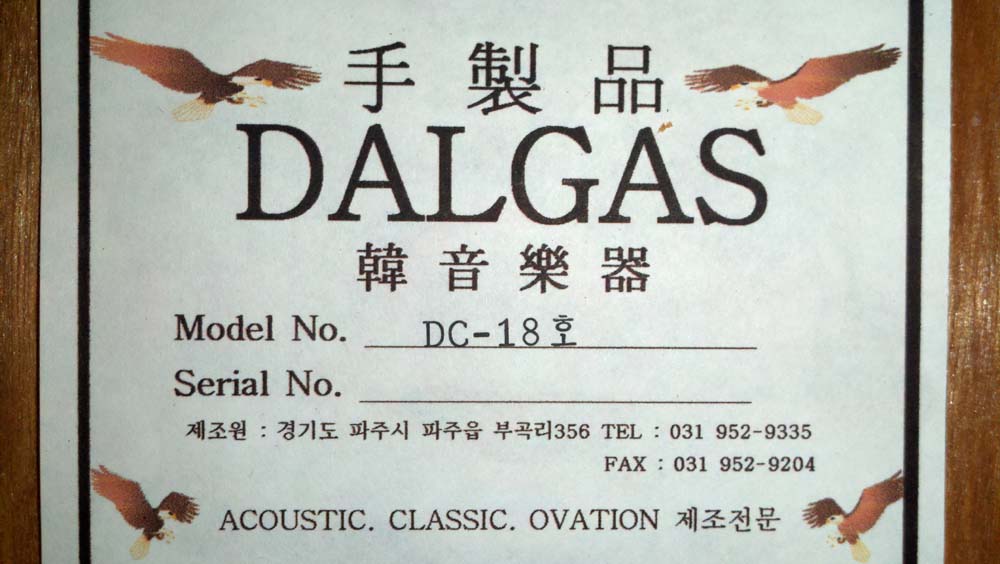 手製品
DALGAS
韓音樂器
Model No. DC-18호
Serial No.
제조원 : 경기도 파주시 파주읍 부곡리356 TEL : 031 952-9335
FAX : 031 952-9204
ACOUSTIC. CLASSIC. OVATION 제조전문